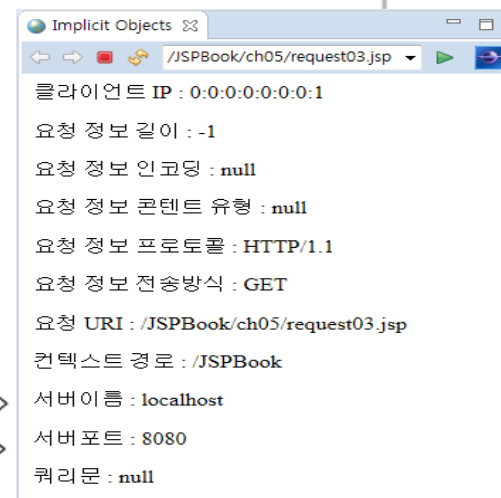 Implicit Objects
/JSPBook/ch05/request03.jsp
클라이언트 IP : 0:0:0:0:0:0:0:1
요청 정보 길이 : -1
요청 정보 인코딩 : null
요청 정보 콘텐트 유형 : null
요청 정보 프로토콜 : HTTP/1.1
요청 정보 전송방식 : GET
요청 URI : /JSPBook/ch05/request03.jsp
컨텍스트 경로 : /JSPBook
서버이름 : localhost
서버포트 : 8080
쿼리문 : null